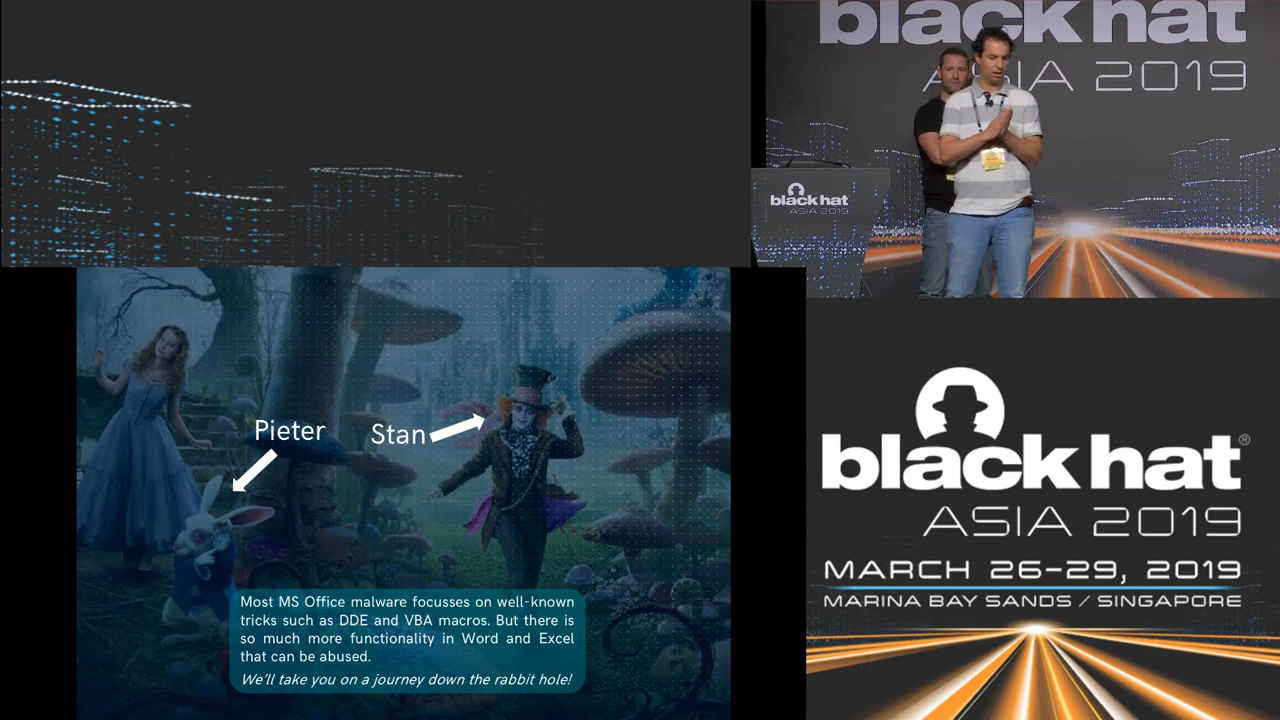 black hat
ASIA 2019
black hat
ASIA 2019
Pieter
Stan
Most MS Office malware focusses on well-known
tricks such as DDE and VBA macros. But there is
so much more functionality in Word and Excel
that can be abused.
We'll take you on a journey down the rabbit hole!
black hat®
ASIA 2019
MARCH 26-29, 2019
MARINA BAY SANDS / SINGAPORE